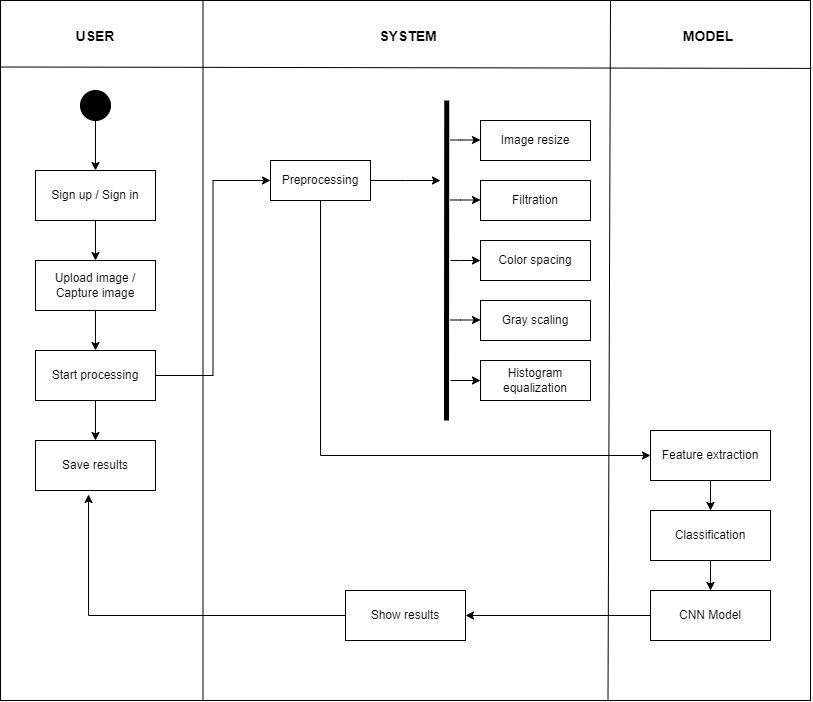 USER
SYSTEM
MODEL
Sign up / Sign in
Upload image /
Capture image
Start processing
Save results
Preprocessing
Image resize
Filtration
Color spacing
Gray scaling
Histogram
equalization
Show results
Feature extraction
Classification
CNN Model